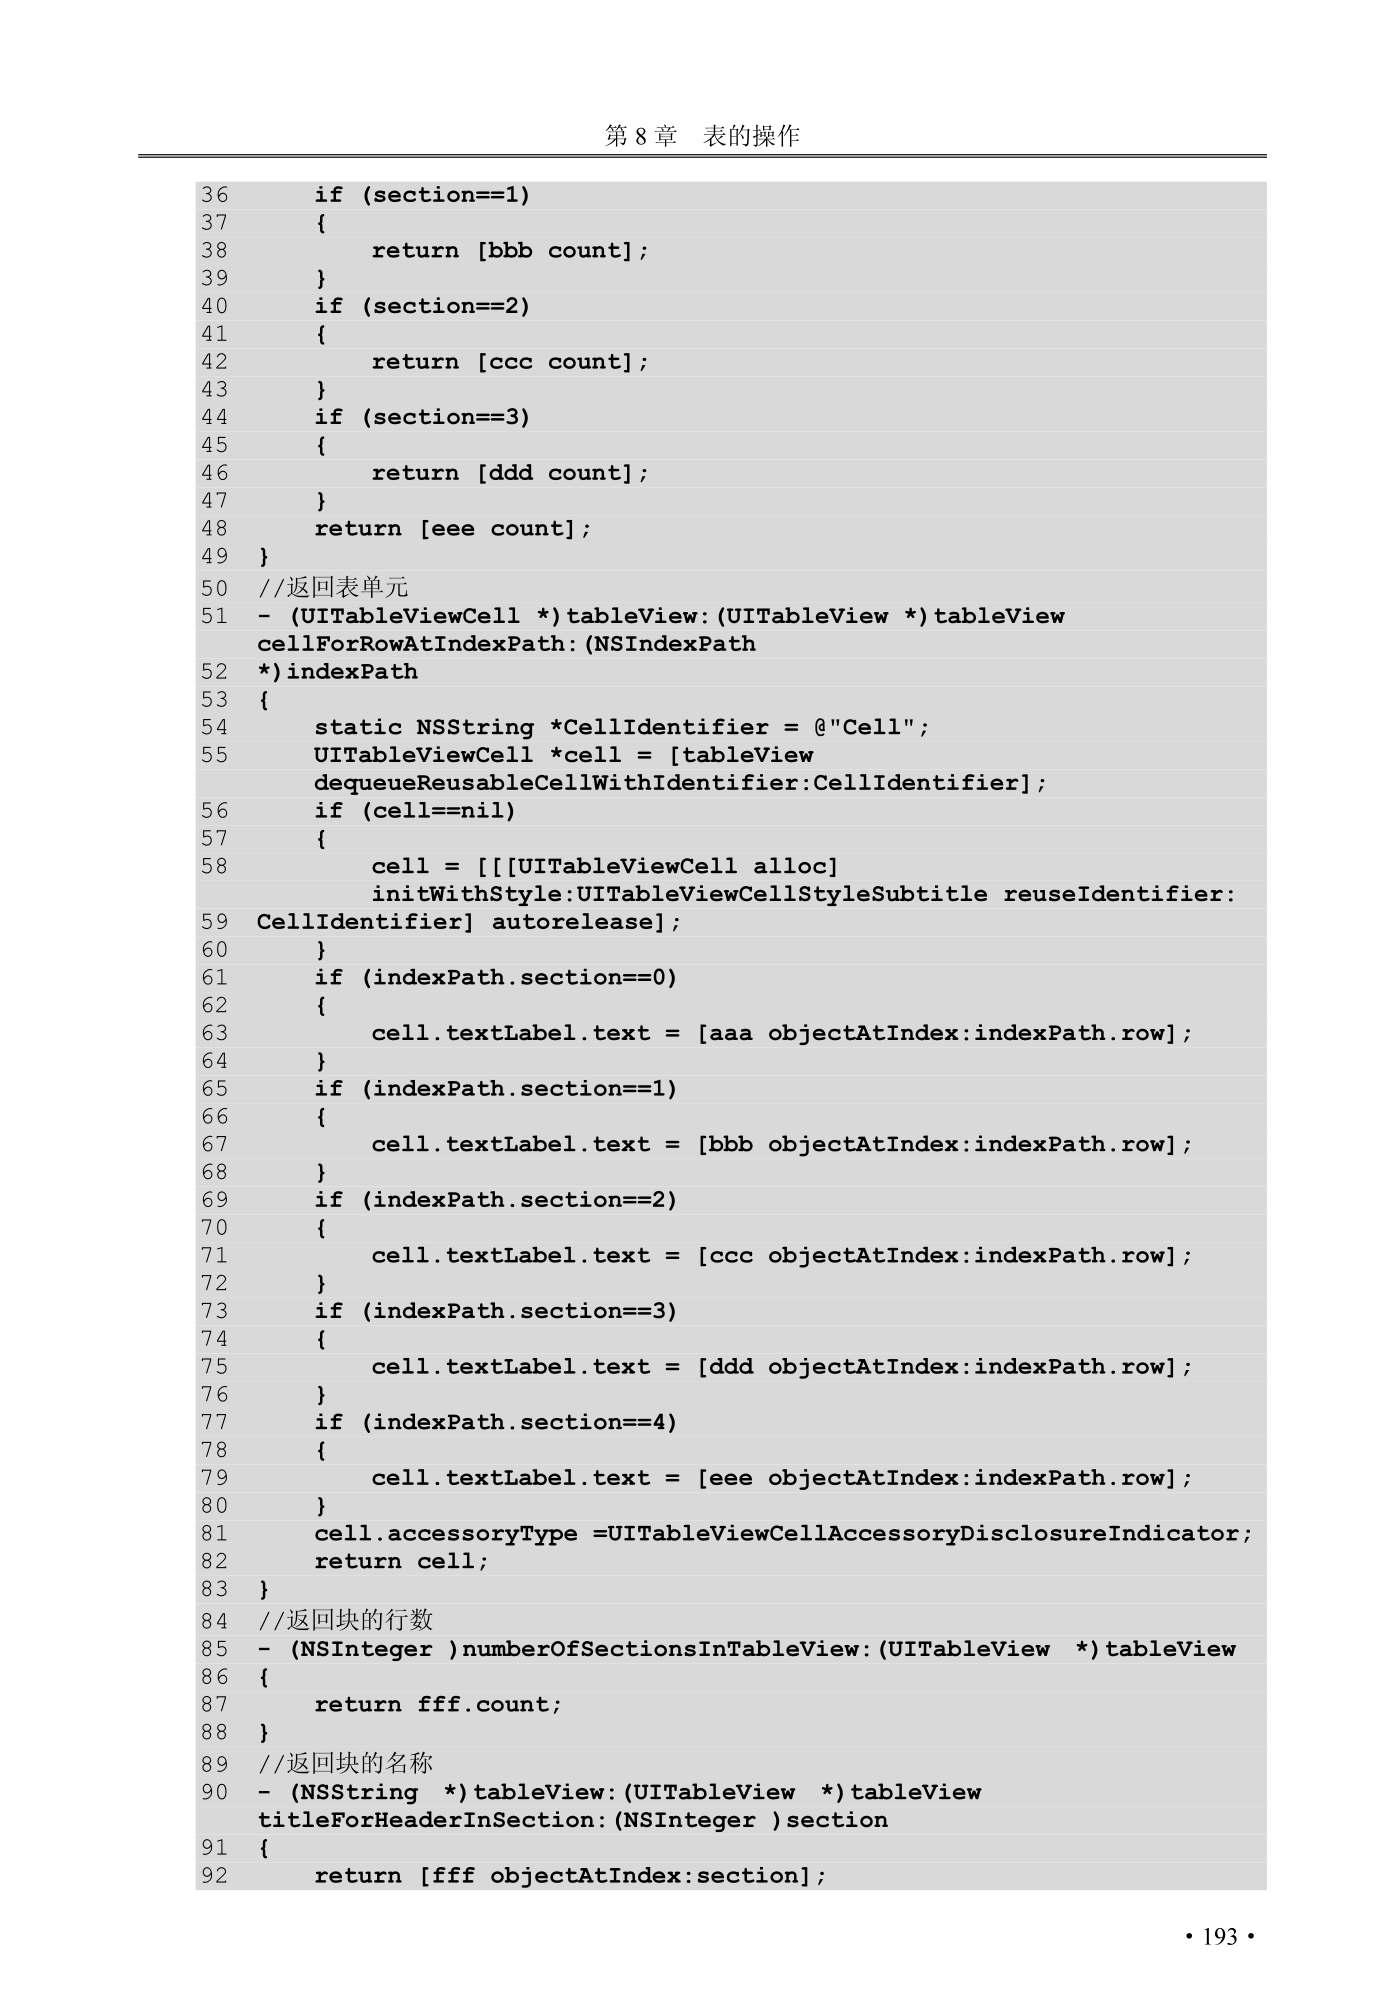 第 8 章　表的操作
36      if (section==1)
37      {
38          return [bbb count];
39      }
40      if (section==2)
41      {
42          return [ccc count];
43      }
44      if (section==3)
45      {
46          return [ddd count];
47      }
48      return [eee count];
49  }
50  //返回表单元
51  - (UITableViewCell *)tableView:(UITableView *)tableView
cellForRowAtIndexPath:(NSIndexPath
52  *)indexPath
53  {
54      static NSString *CellIdentifier = @"Cell";
55      UITableViewCell *cell = [tableView
dequeueReusableCellWithIdentifier:CellIdentifier];
56      if (cell==nil)
57      {
58          cell = [[[UITableViewCell alloc]
initWithStyle:UITableViewCellStyleSubtitle reuseIdentifier:
59  CellIdentifier] autorelease];
60      }
61      if (indexPath.section==0)
62      {
63          cell.textLabel.text = [aaa objectAtIndex:indexPath.row];
64      }
65      if (indexPath.section==1)
66      {
67          cell.textLabel.text = [bbb objectAtIndex:indexPath.row];
68      }
69      if (indexPath.section==2)
70      {
71          cell.textLabel.text = [ccc objectAtIndex:indexPath.row];
72      }
73      if (indexPath.section==3)
74      {
75          cell.textLabel.text = [ddd objectAtIndex:indexPath.row];
76      }
77      if (indexPath.section==4)
78      {
79          cell.textLabel.text = [eee objectAtIndex:indexPath.row];
80      }
81      cell.accessoryType =UITableViewCellAccessoryDisclosureIndicator;
82      return cell;
83  }
84  //返回块的行数
85  - (NSInteger )numberOfSectionsInTableView:(UITableView *)tableView
86  {
87      return fff.count;
88  }
89  //返回块的名称
90  - (NSString *)tableView:(UITableView *)tableView
titleForHeaderInSection:(NSInteger )section
91  {
92      return [fff objectAtIndex:section];
• 193 •